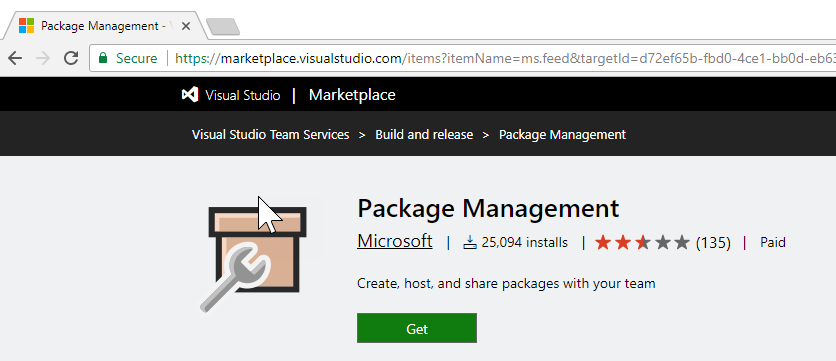 Package Management -
Secure | https://marketplace.visualstudio.com/items?itemName=ms.feed&targetId=d72ef65b-fbd0-4ce1-bb0d-eb63
Visual Studio | Marketplace
Visual Studio Team Services > Build and release > Package Management
Package Management
Microsoft | 25,094 installs | (135) | Paid
Create, host, and share packages with your team
Get